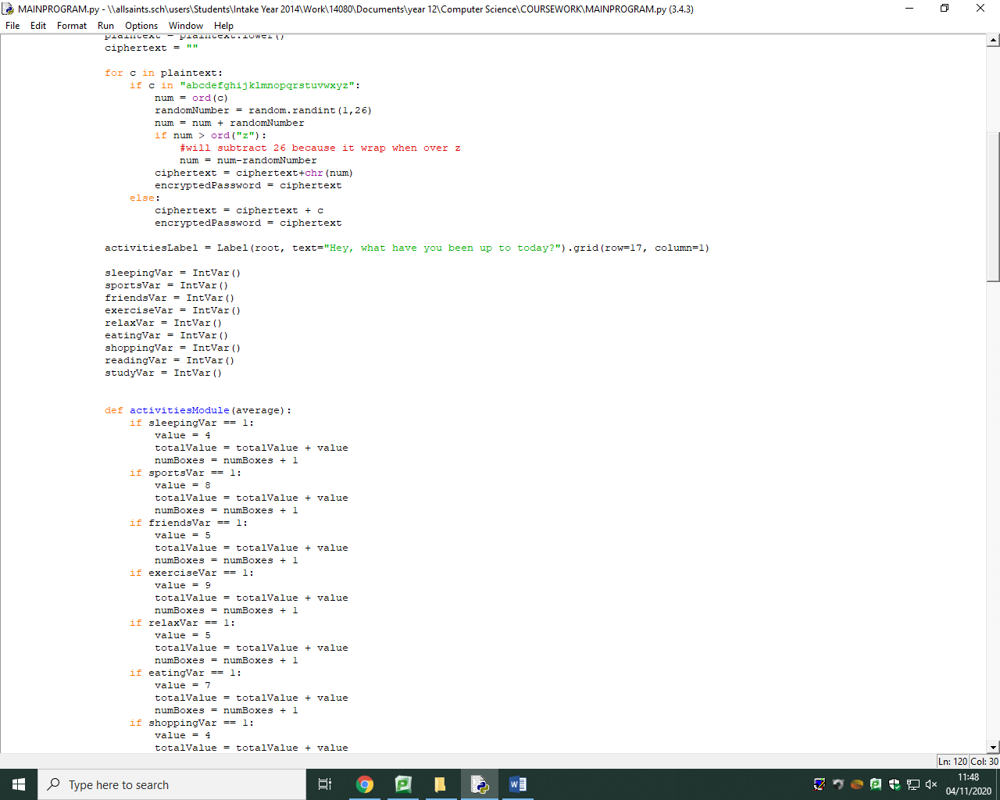 MAINPROGRAM.py - \\allsaints.sch\users\Students\Intake Year 2014\Work\14080\Documents\year 12\Computer Science\COURSEWORK\MAINPROGRAM.py (3.4.3)
File Edit Format Run Options Window Help
plaintext = plaintext.lower()
ciphertext = ""
for c in plaintext:
if c in "abcdefghijklmnopqrstuvwxyz":
num = ord(c)
randomNumber = random.randint(1,26)
num = num + randomNumber
if num > ord("z"):
#will subtract 26 because it wrap when over z
num = num-randomNumber
ciphertext = ciphertext+chr(num)
encryptedPassword = ciphertext
else:
ciphertext = ciphertext + c
encryptedPassword = ciphertext
activitiesLabel = Label(root, text="Hey, what have you been up to today?").grid(row=17, column=1)
sleepingVar = IntVar()
sportsVar = IntVar()
friendsVar = IntVar()
exerciseVar = IntVar()
relaxVar = IntVar()
eatingVar = IntVar()
shoppingVar = IntVar()
readingVar = IntVar()
studyVar = IntVar()
def activitiesModule(average):
if sleepingVar == 1:
value = 4
totalValue = totalValue + value
numBoxes = numBoxes + 1
if sportsVar == 1:
value = 8
totalValue = totalValue + value
numBoxes = numBoxes + 1
if friendsVar == 1:
value = 5
totalValue = totalValue + value
numBoxes = numBoxes + 1
if exerciseVar == 1:
value = 9
totalValue = totalValue + value
numBoxes = numBoxes + 1
if relaxVar == 1:
value = 5
totalValue = totalValue + value
numBoxes = numBoxes + 1
if eatingVar == 1:
value = 7
totalValue = totalValue + value
numBoxes = numBoxes + 1
if shoppingVar == 1:
value = 4
totalValue = totalValue + value
Ln: 120 Col: 30
Type here to search
11:48
04/11/2020